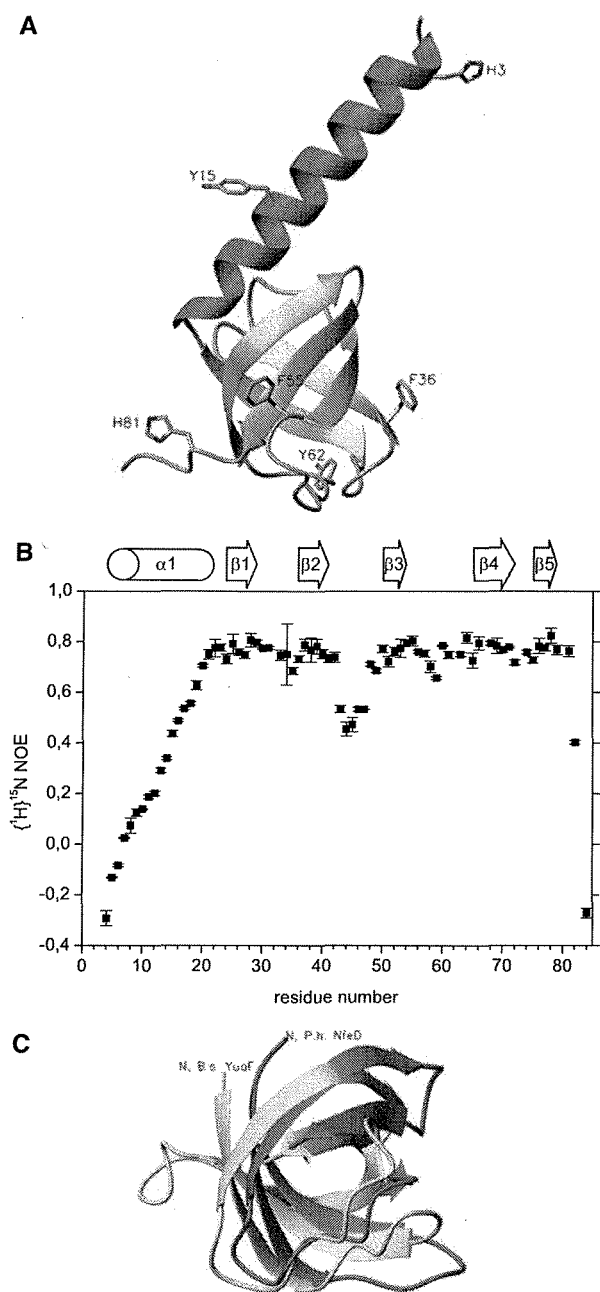 A
H3
Y15
F55
F36
H81
Y62
B
α1 β1 β2 β3 β4 β5
1,0
0,8
0,6
0,4
0,2
0,0
-0,2
-0,4
{¹H}¹⁵N NOE
0 10 20 30 40 50 60 70 80
residue number
C
N, P.h. NfeD
N, B.s. YuaF